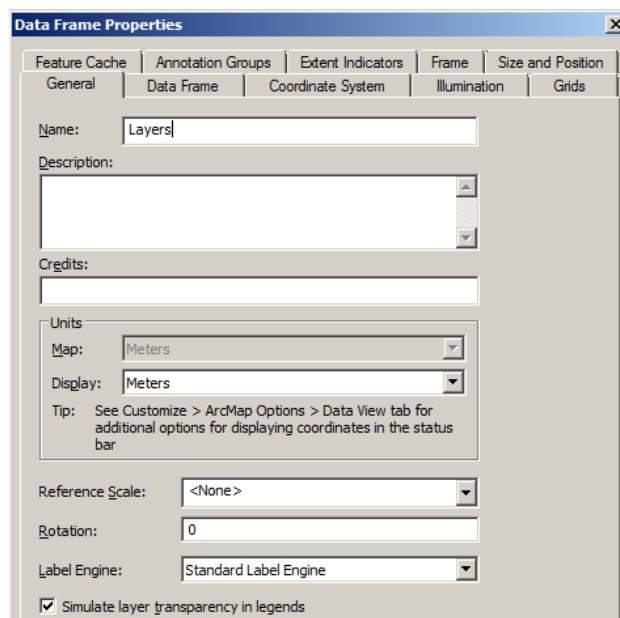 Data Frame Properties
Feature Cache Annotation Groups Extent Indicators Frame Size and Position
General Data Frame Coordinate System Illumination Grids
Name: Layers
Description:
Credits:
Units
Map: Meters
Display: Meters
Tip: See Customize > ArcMap Options > Data View tab for
additional options for displaying coordinates in the status
bar
Reference Scale: <None>
Rotation: 0
Label Engine: Standard Label Engine
Simulate layer transparency in legends